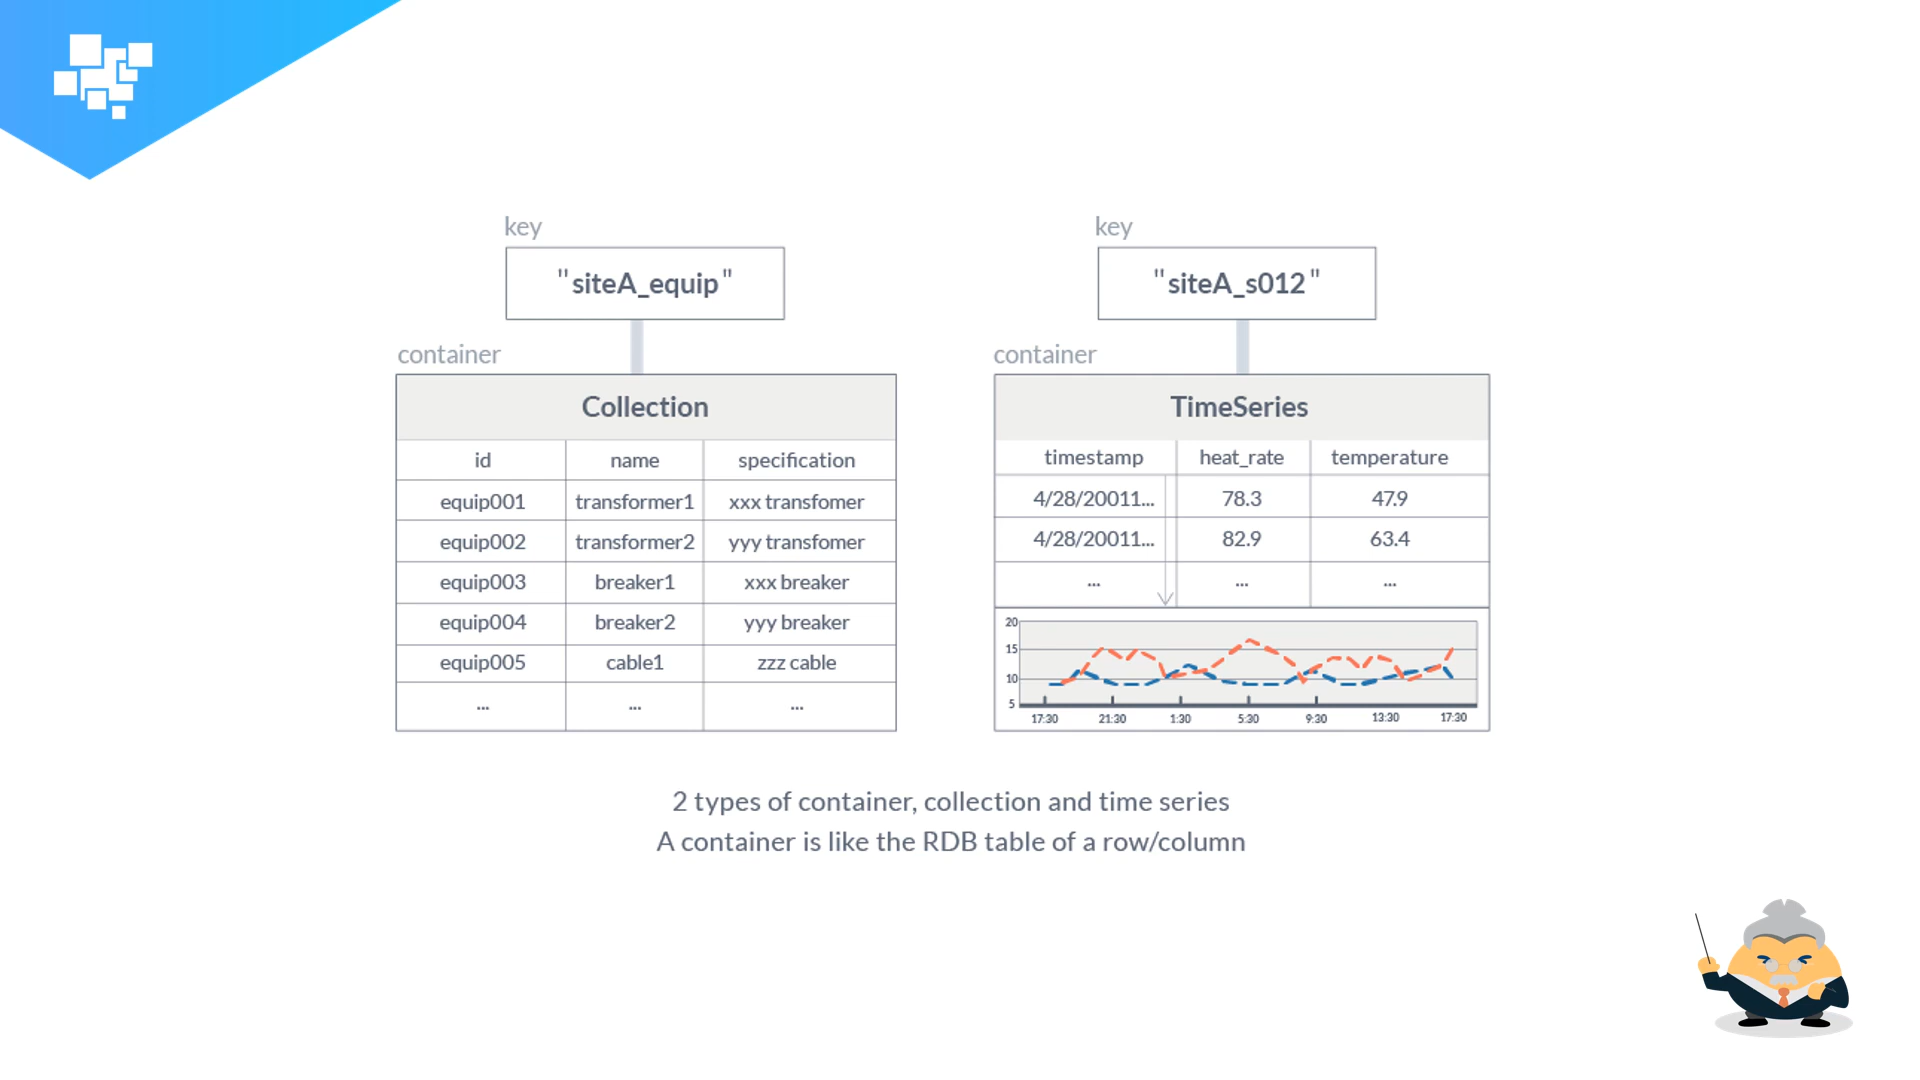 key
"siteA_equip"
container
Collection
id name specification
equip001 transformer1 xxx transfomer
equip002 transformer2 yyy transfomer
equip003 breaker1 xxx breaker
equip004 breaker2 yyy breaker
equip005 cable1 zzz cable
... ... ...
key
"siteA_s012"
container
TimeSeries
timestamp heat_rate temperature
4/28/20011... 78.3 47.9
4/28/20011... 82.9 63.4
... ... ...
20
15
10
5
17:30 21:30 1:30 5:30 9:30 13:30 17:30
2 types of container, collection and time series
A container is like the RDB table of a row/column